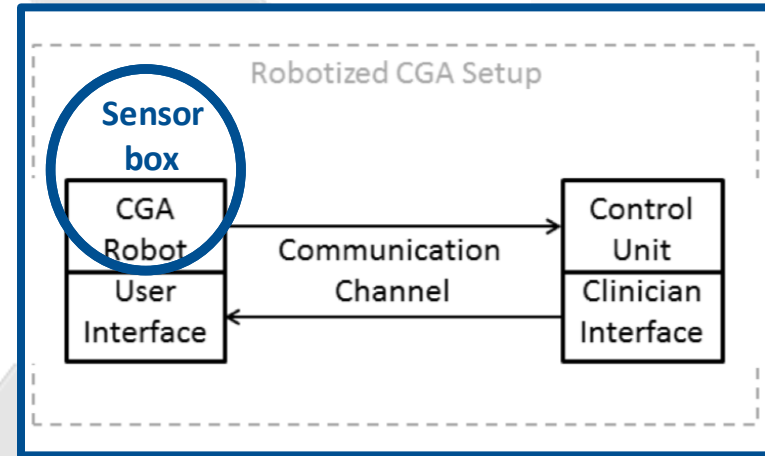 Robotized CGA Setup
Sensor
box
CGA
Robot
User
Interface
Communication
Channel
Control
Unit
Clinician
Interface